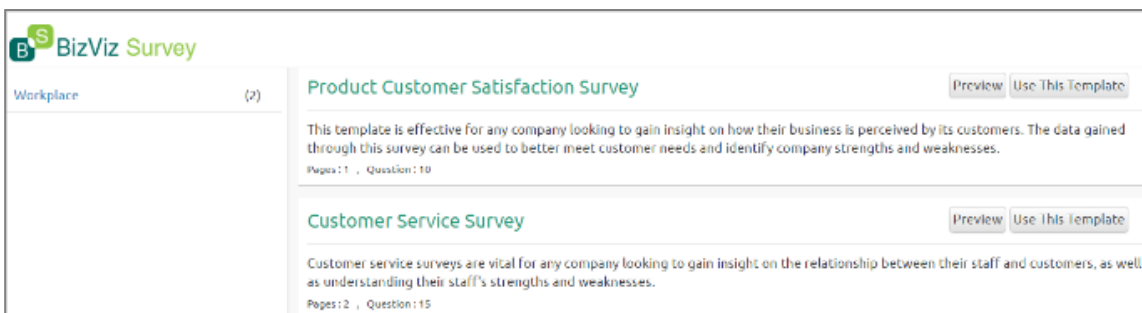 BS BizViz Survey
Workplace (2)
Product Customer Satisfaction Survey Preview Use This Template
This template is effective for any company looking to gain insight on how their business is perceived by its customers. The data gained
through this survey can be used to better meet customer needs and identify company strengths and weaknesses.
Pages:1 , Question:10
Customer Service Survey Preview Use This Template
Customer service surveys are vital for any company looking to gain insight on the relationship between their staff and customers, as well
as understanding their staff's strengths and weaknesses.
Pages:2 , Question:15